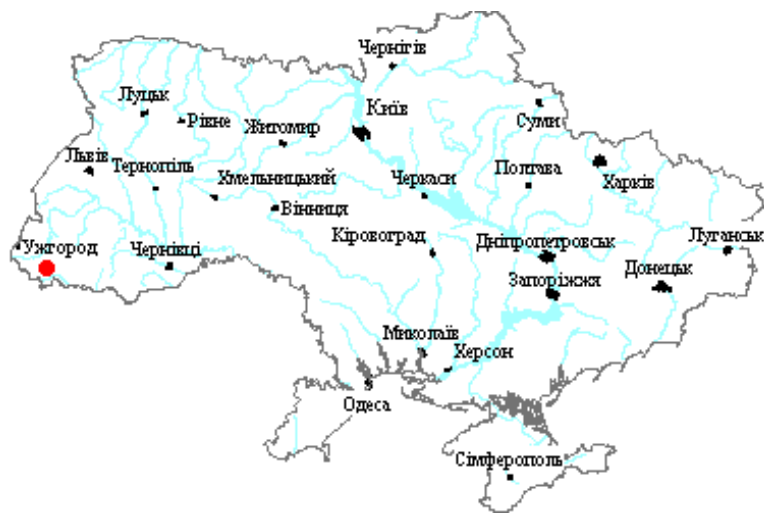 Чернігів
Луцьк
Рівне
Київ
Житомир
Суми
Львів
Тернопіль
Хмельницький
Вінниця
Черкаси
Полтава
Харків
Ужгород
Чернівці
Кіровоград
Дніпропетровськ
Луганськ
Запоріжжя
Донецьк
Миколаїв
Херсон
Одеса
Сімферополь